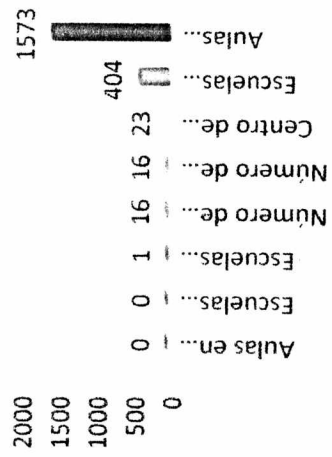 2000
1500
1000
500
0
0
0
1
16
16
23
404
1573
Aulas en...
Escuelas...
Escuelas...
Número de...
Número de...
Centro de...
Escuelas...
Aulas...